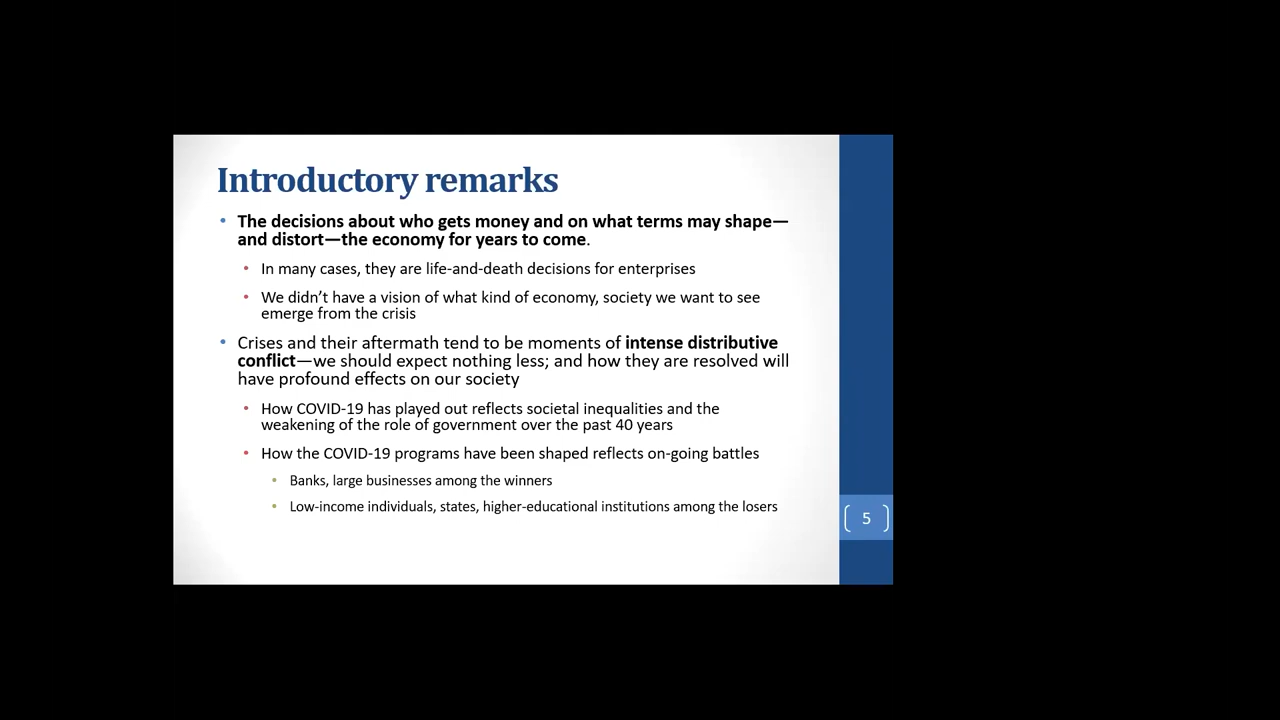 Introductory remarks
• The decisions about who gets money and on what terms may shape—
and distort—the economy for years to come.
• In many cases, they are life-and-death decisions for enterprises
• We didn’t have a vision of what kind of economy, society we want to see
emerge from the crisis
• Crises and their aftermath tend to be moments of intense distributive
conflict—we should expect nothing less; and how they are resolved will
have profound effects on our society
• How COVID-19 has played out reflects societal inequalities and the
weakening of the role of government over the past 40 years
• How the COVID-19 programs have been shaped reflects on-going battles
• Banks, large businesses among the winners
• Low-income individuals, states, higher-educational institutions among the losers
5